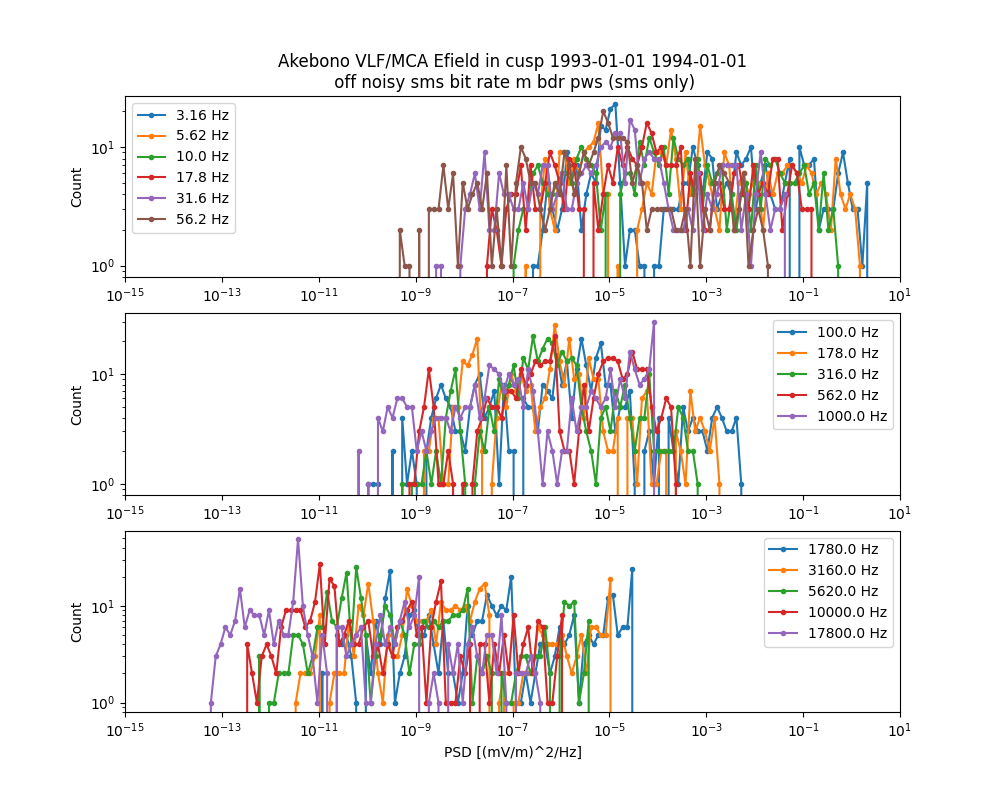 Akebono VLF/MCA Efield in cusp 1993-01-01 1994-01-01
off noisy sms bit rate m bdr pws (sms only)
Count
10^1
10^0
3.16 Hz
5.62 Hz
10.0 Hz
17.8 Hz
31.6 Hz
56.2 Hz
10^−15 10^−13 10^−11 10^−9 10^−7 10^−5 10^−3 10^−1 10^1
Count
10^1
10^0
100.0 Hz
178.0 Hz
316.0 Hz
562.0 Hz
1000.0 Hz
10^−15 10^−13 10^−11 10^−9 10^−7 10^−5 10^−3 10^−1 10^1
Count
10^1
10^0
1780.0 Hz
3160.0 Hz
5620.0 Hz
10000.0 Hz
17800.0 Hz
10^−15 10^−13 10^−11 10^−9 10^−7 10^−5 10^−3 10^−1 10^1
PSD [(mV/m)^2/Hz]